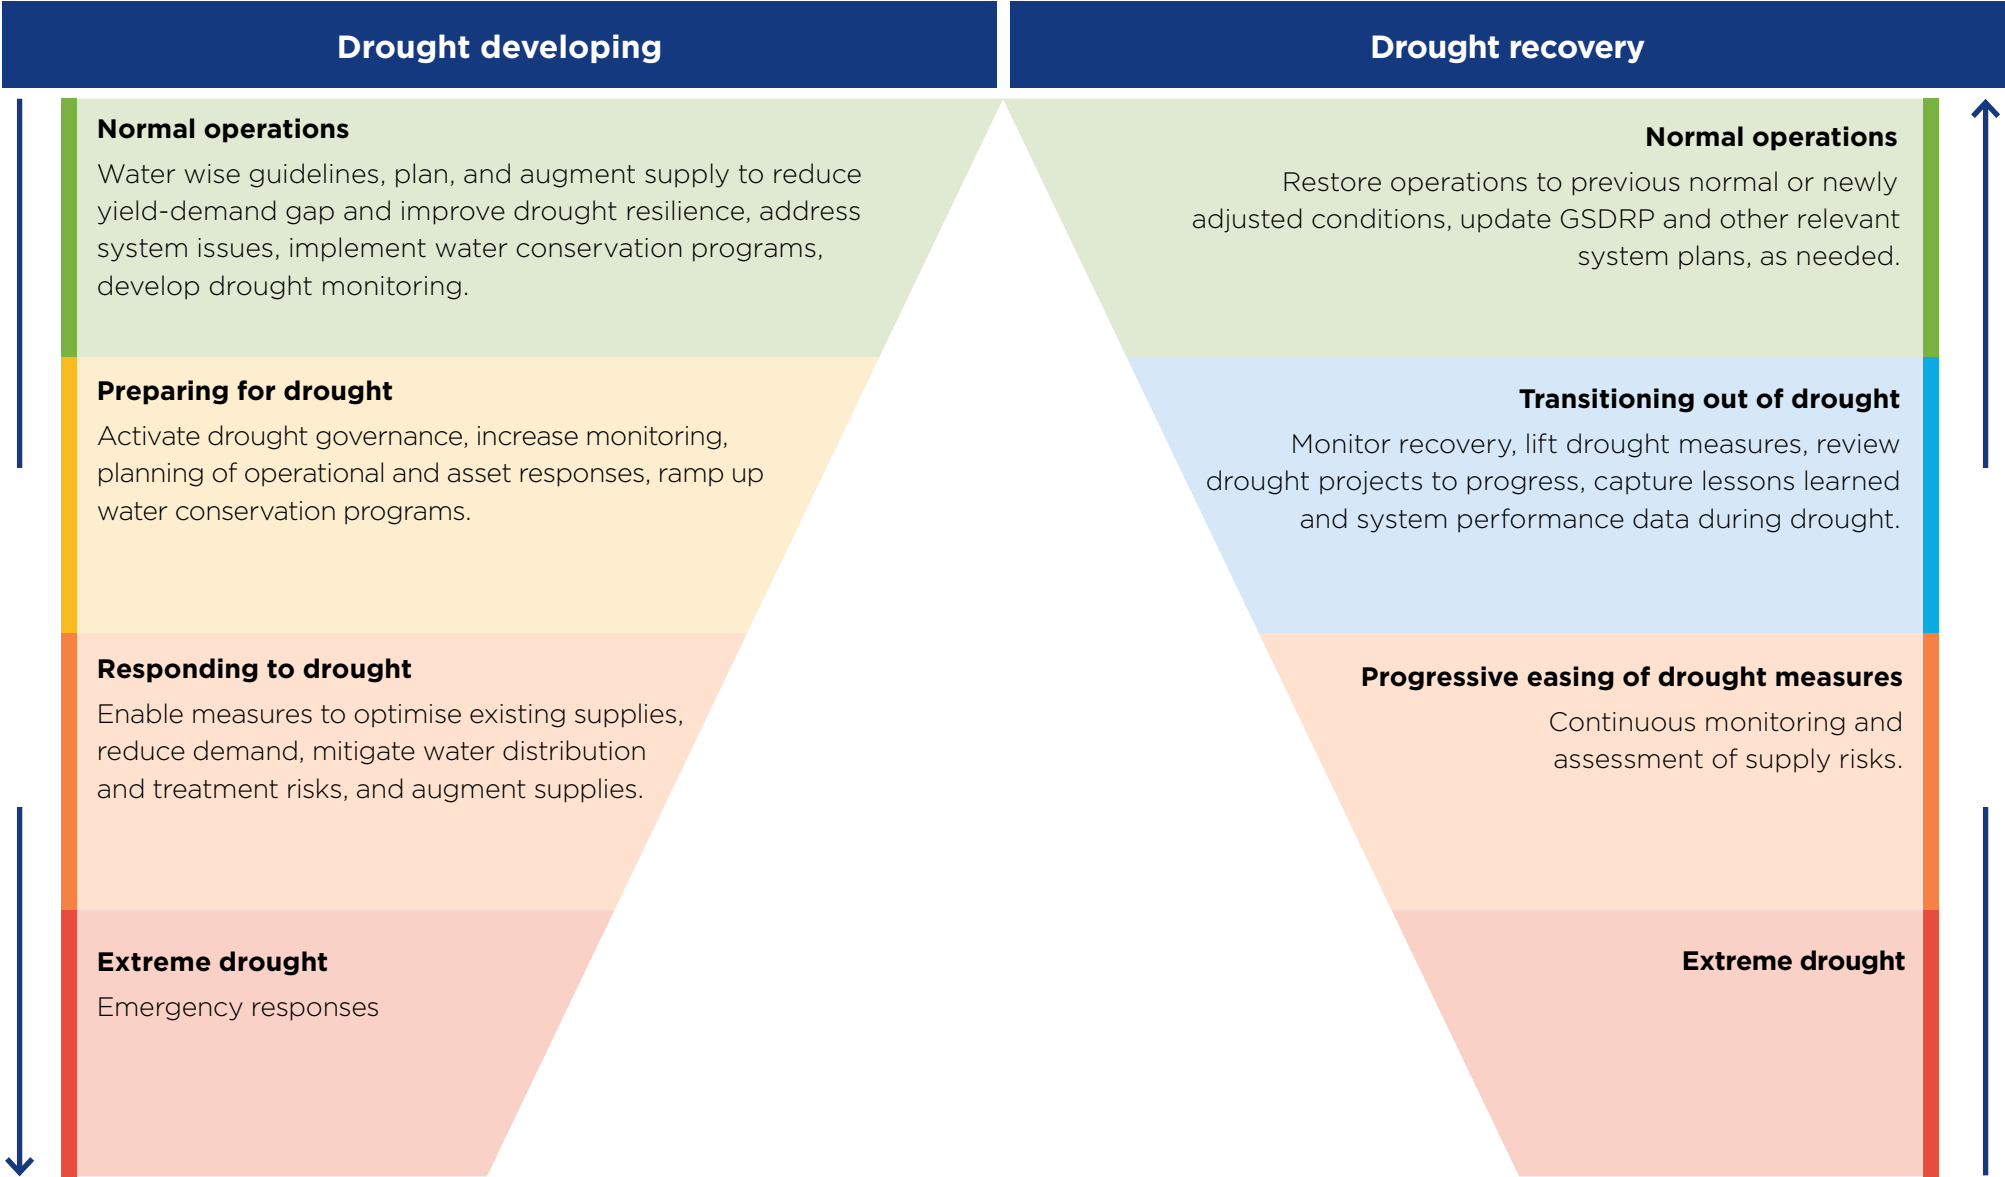 Drought developing
Normal operations
Water wise guidelines, plan, and augment supply to reduce
yield-demand gap and improve drought resilience, address
system issues, implement water conservation programs,
develop drought monitoring.
Preparing for drought
Activate drought governance, increase monitoring,
planning of operational and asset responses, ramp up
water conservation programs.
Responding to drought
Enable measures to optimise existing supplies,
reduce demand, mitigate water distribution
and treatment risks, and augment supplies.
Extreme drought
Emergency responses
Drought recovery
Normal operations
Restore operations to previous normal or newly
adjusted conditions, update GSDRP and other relevant
system plans, as needed.
Transitioning out of drought
Monitor recovery, lift drought measures, review
drought projects to progress, capture lessons learned
and system performance data during drought.
Progressive easing of drought measures
Continuous monitoring and
assessment of supply risks.
Extreme drought